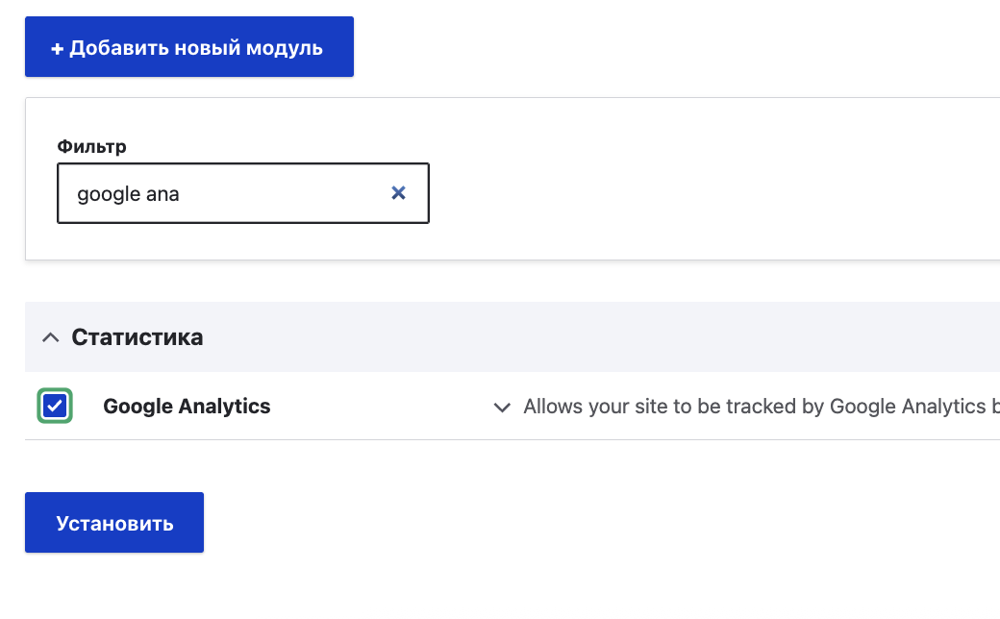 + Добавить новый модуль
Фильтр
google ana
Статистика
Google Analytics
Allows your site to be tracked by Google Analytics
Установить